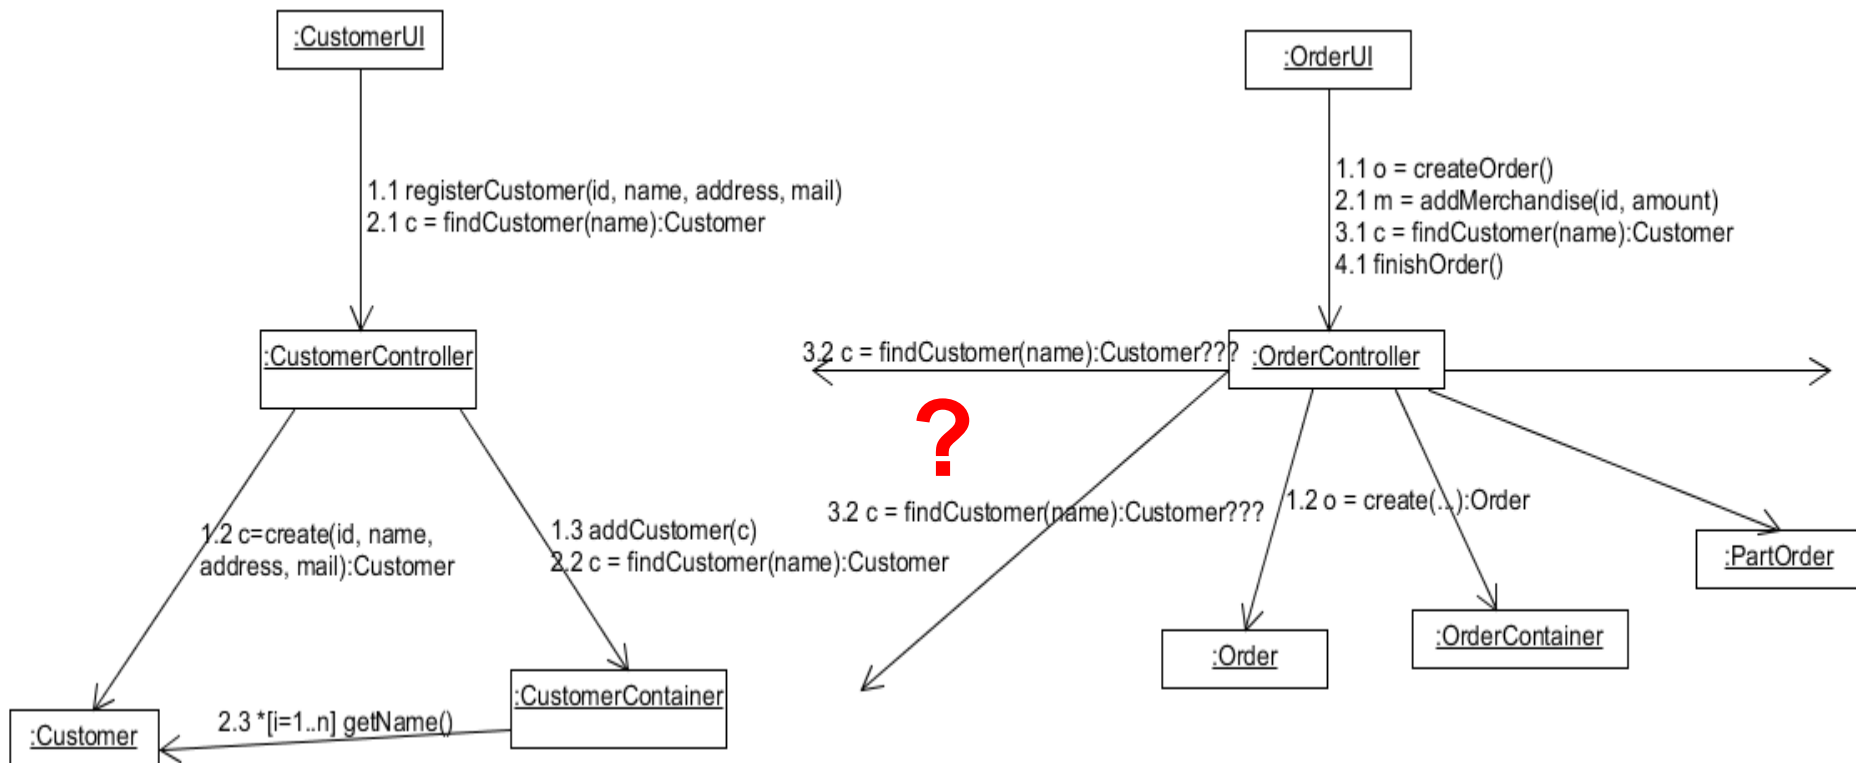 :CustomerUI
1.1 registerCustomer(id, name, address, mail)
2.1 c = findCustomer(name):Customer
:CustomerController
1.2 c=create(id, name,
address, mail):Customer
1.3 addCustomer(c)
2.2 c = findCustomer(name):Customer
:CustomerContainer
2.3 *[i=1..n] getName()
:Customer
:OrderUI
1.1 o = createOrder()
2.1 m = addMerchandise(id, amount)
3.1 c = findCustomer(name):Customer
4.1 finishOrder()
3.2 c = findCustomer(name):Customer???
:OrderController
?
3.2 c = findCustomer(name):Customer???
1.2 o = create(...):Order
:PartOrder
:OrderContainer
:Order